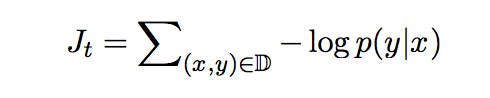 J_t = ∑_{(x,y)∈𝔻} − log p(y|x)